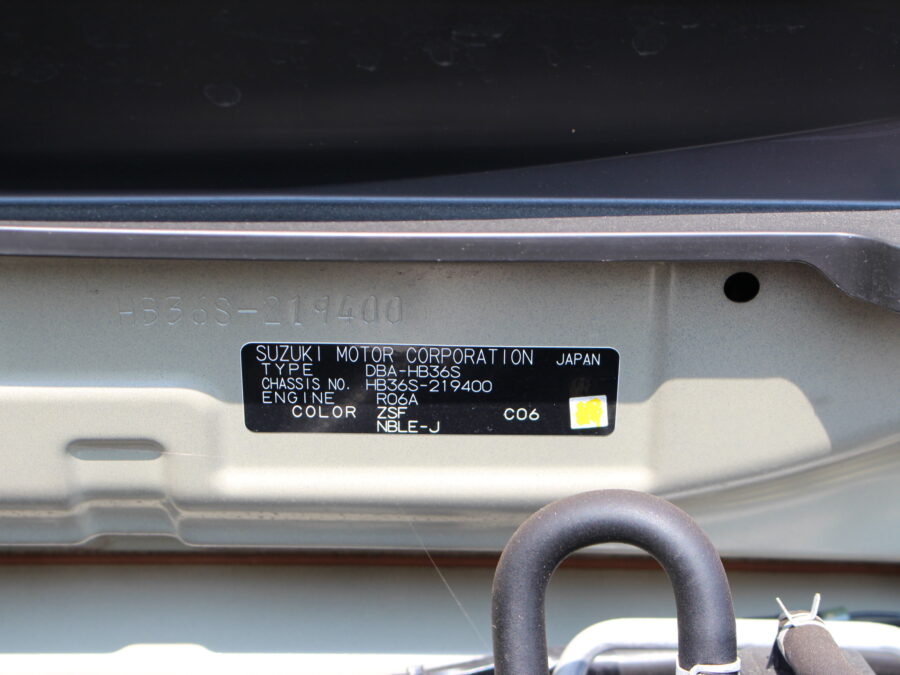 HB36S-219400
SUZUKI MOTOR CORPORATION JAPAN
TYPE DBA-HB36S
CHASSIS NO. HB36S-219400
ENGINE R06A
COLOR ZSF C06
NBLE-J